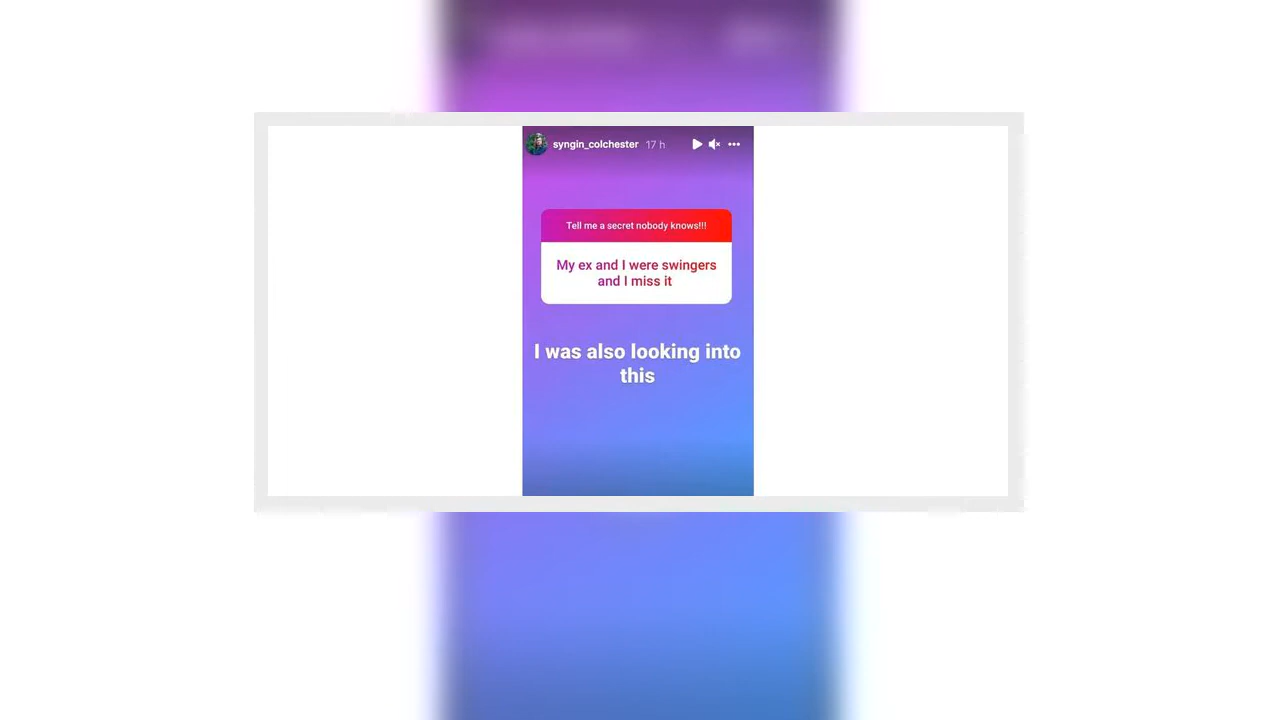 syngin_colchester 17 h
Tell me a secret nobody knows!!!
My ex and I were swingers
and I miss it
I was also looking into
this